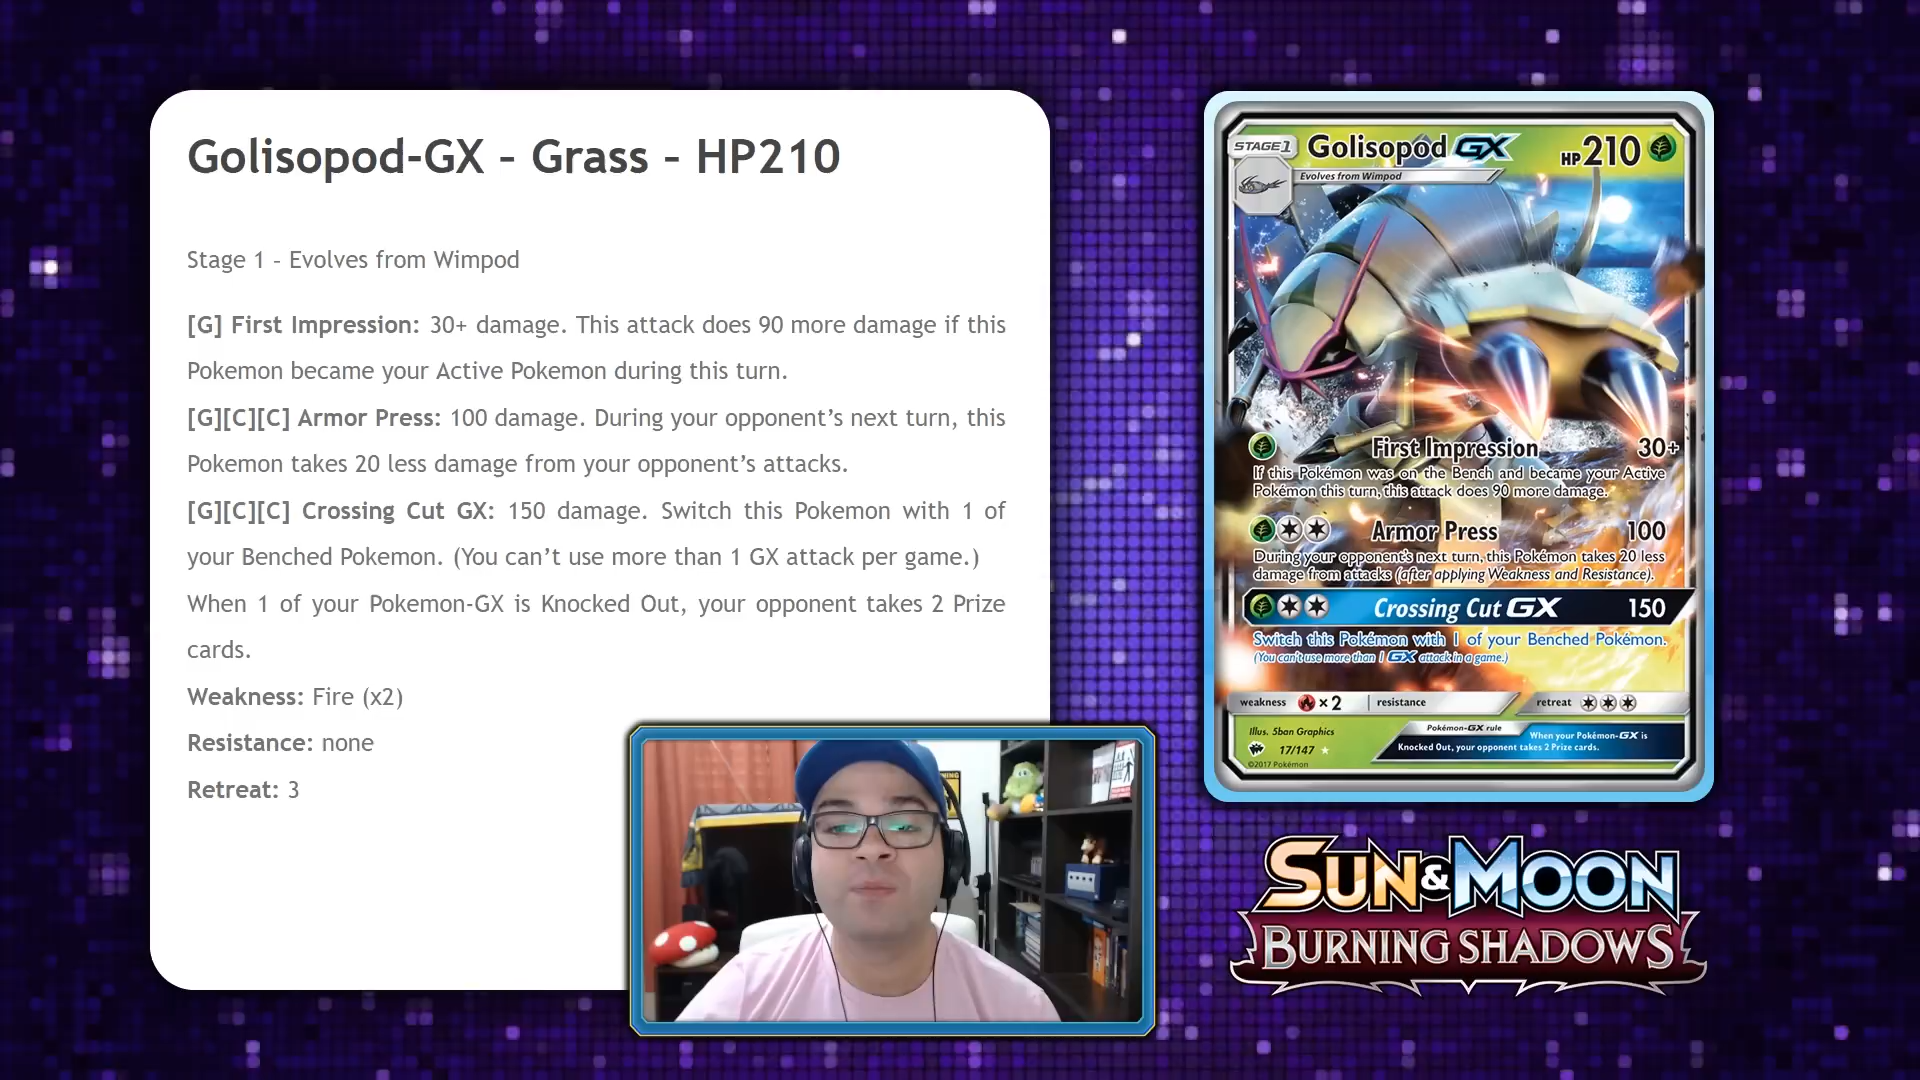 Golisopod-GX – Grass – HP210
Stage 1 – Evolves from Wimpod
[G] First Impression: 30+ damage. This attack does 90 more damage if this
Pokemon became your Active Pokemon during this turn.
[G][C][C] Armor Press: 100 damage. During your opponent’s next turn, this
Pokemon takes 20 less damage from your opponent’s attacks.
[G][C][C] Crossing Cut GX: 150 damage. Switch this Pokemon with 1 of
your Benched Pokemon. (You can’t use more than 1 GX attack per game.)
When 1 of your Pokemon-GX is Knocked Out, your opponent takes 2 Prize
cards.
Weakness: Fire (x2)
Resistance: none
Retreat: 3
STAGE1 Golisopod GX HP210
Evolves from Wimpod
First Impression 30+
If this Pokémon was on the Bench and became your Active
Pokémon this turn, this attack does 90 more damage.
Armor Press 100
During your opponent's next turn, this Pokémon takes 20 less
damage from attacks (after applying Weakness and Resistance).
Crossing Cut GX 150
Switch this Pokémon with 1 of your Benched Pokémon.
(You can't use more than 1 GX attack in a game.)
weakness ×2 resistance retreat
Illus. 5ban Graphics
17/147
©2017 Pokémon
Pokémon-GX rule
When your Pokémon-GX is
Knocked Out, your opponent takes 2 Prize cards.
SUN & MOON
BURNING SHADOWS